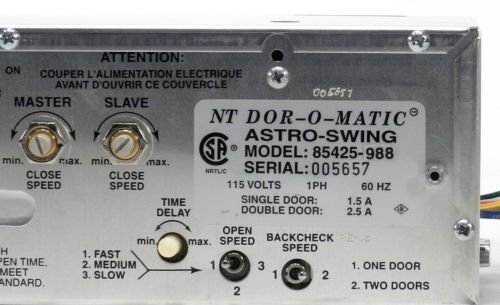 ATTENTION:
ON
COUPER L'ALIMENTATION ELECTRIQUE
AVANT D'OUVRIR CE COUVERCLE
005657
MASTER
SLAVE
min.
max.
min.
max.
CLOSE
SPEED
CLOSE
SPEED
NT DOR-O-MATIC
ASTRO-SWING
MODEL: 85425-988
SERIAL: 005657
NRTL/C
115 VOLTS 1PH 60 HZ
SINGLE DOOR: 1.5 A
DOUBLE DOOR: 2.5 A
TIME
DELAY
min.
max.
OPEN
SPEED
1
2
3
BACKCHECK
SPEED
1
2
OPEN TIME,
MEET
STANDARD.
1. FAST
2. MEDIUM
3. SLOW
1. ONE DOOR
2. TWO DOORS